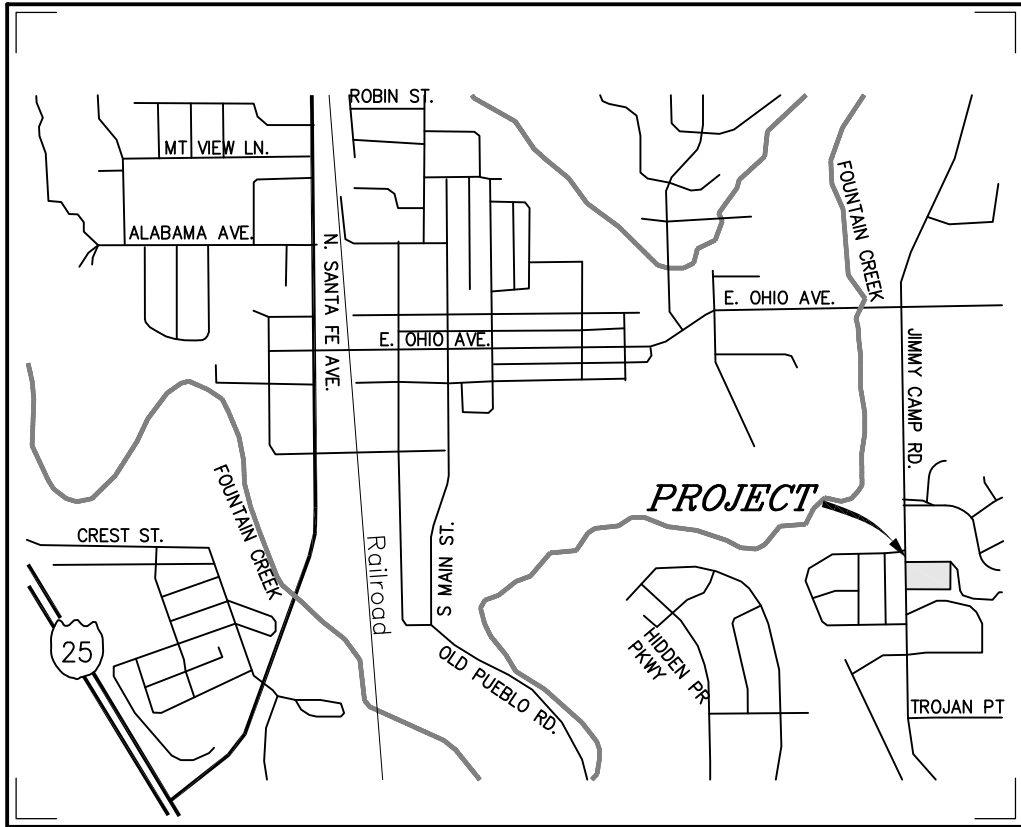 ROBIN ST.
MT VIEW LN.
FOUNTAIN CREEK
ALABAMA AVE.
N. SANTA FE AVE.
E. OHIO AVE.
E. OHIO AVE.
JIMMY CAMP RD.
PROJECT
FOUNTAIN CREEK
CREST ST.
Railroad
S MAIN ST.
25
HIDDEN PR
PKWY
OLD PUEBLO RD.
TROJAN PT